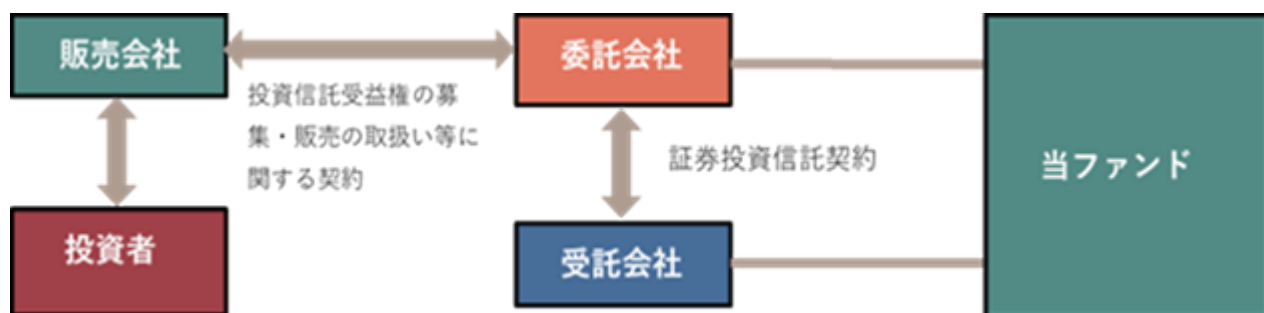 販売会社
委託会社
投資信託受益権の募
集・販売の取扱い等に
関する契約
証券投資信託契約
当ファンド
投資者
受託会社